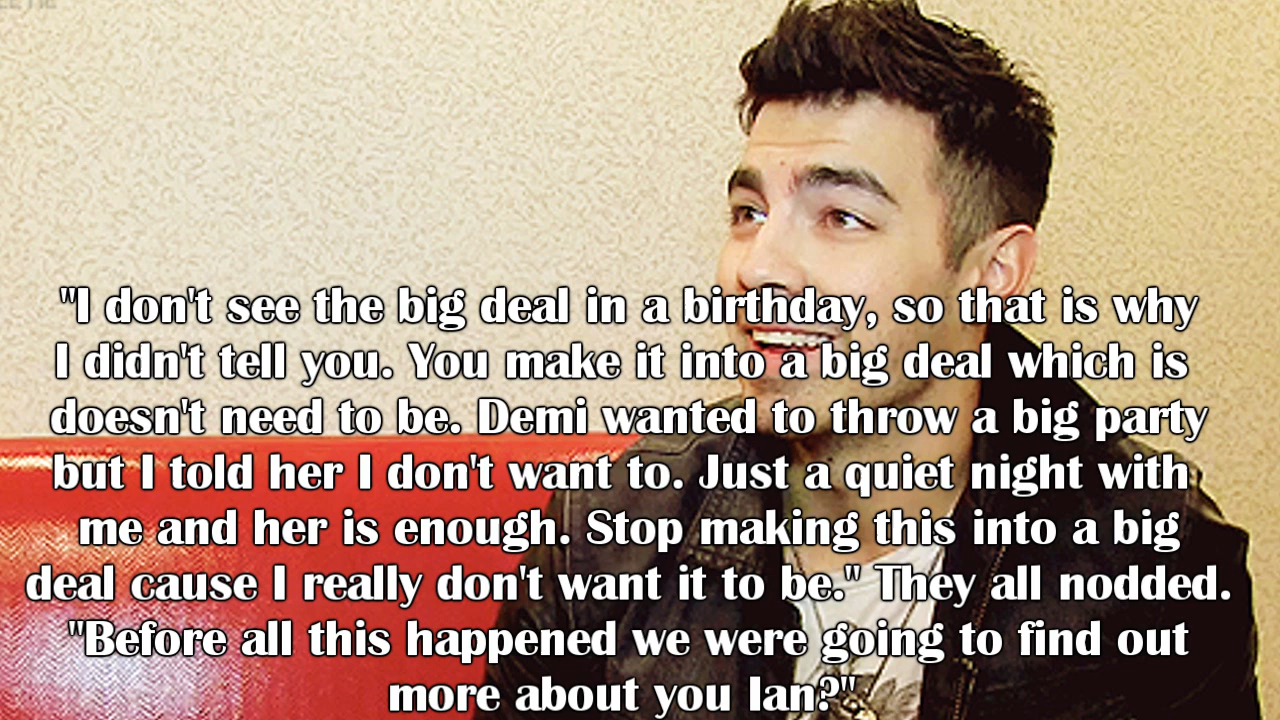 "I don't see the big deal in a birthday, so that is why
I didn't tell you. You make it into a big deal which is
doesn't need to be. Demi wanted to throw a big party
but I told her I don't want to. Just a quiet night with
me and her is enough. Stop making this into a big
deal cause I really don't want it to be." They all nodded.
"Before all this happened we were going to find out
more about you Ian?"